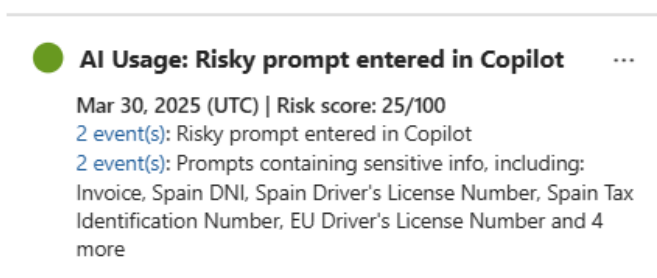 AI Usage: Risky prompt entered in Copilot ...
Mar 30, 2025 (UTC) | Risk score: 25/100
2 event(s): Risky prompt entered in Copilot
2 event(s): Prompts containing sensitive info, including:
Invoice, Spain DNI, Spain Driver's License Number, Spain Tax
Identification Number, EU Driver's License Number and 4
more